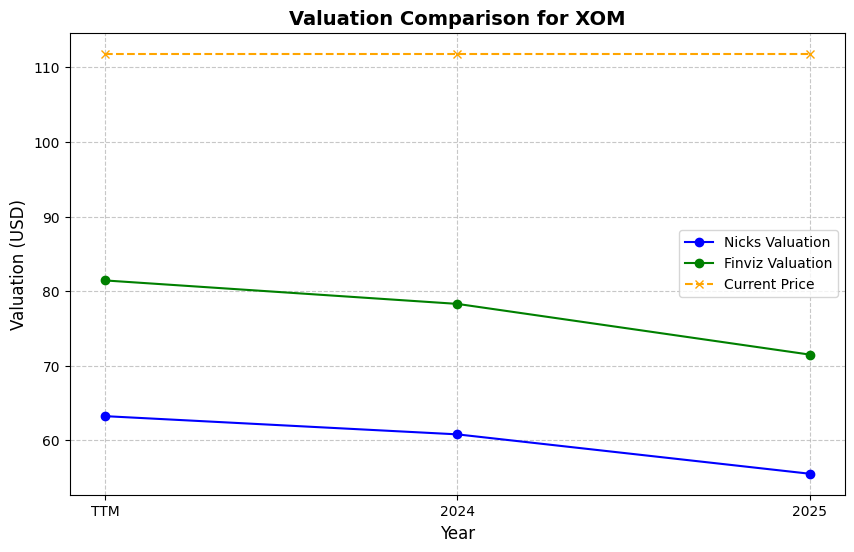 Valuation Comparison for XOM
Valuation (USD)
110
100
90
80
70
60
Nicks Valuation
Finviz Valuation
Current Price
TTM
2024
2025
Year